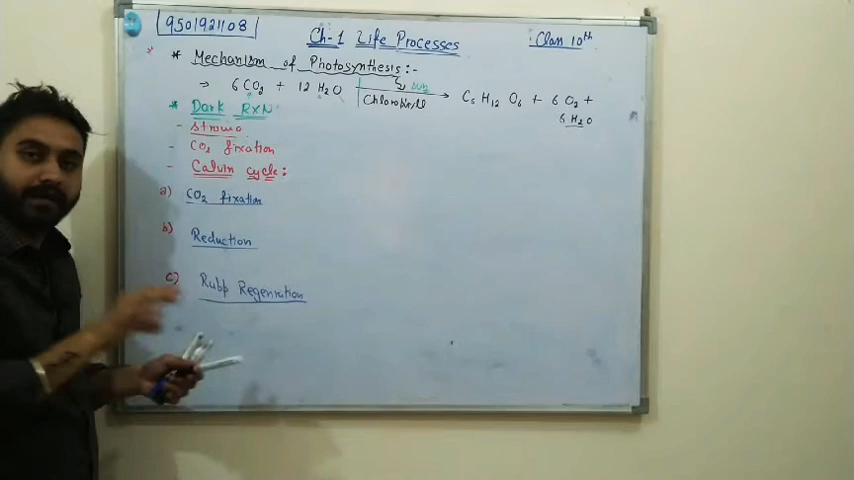 9501921108
Ch-1 Life Processes
Class 10th
* Mechanism of Photosynthesis :-
→ 6 CO2 + 12 H2O → C6 H12 O6 + 6 O2 +
Sun
Chlorophyll
6 H2O
* Dark RXN
- Stroma
- CO2 fixation
- Calvin cycle:
a) CO2 fixation
b) Reduction
c) Rubp Regenration